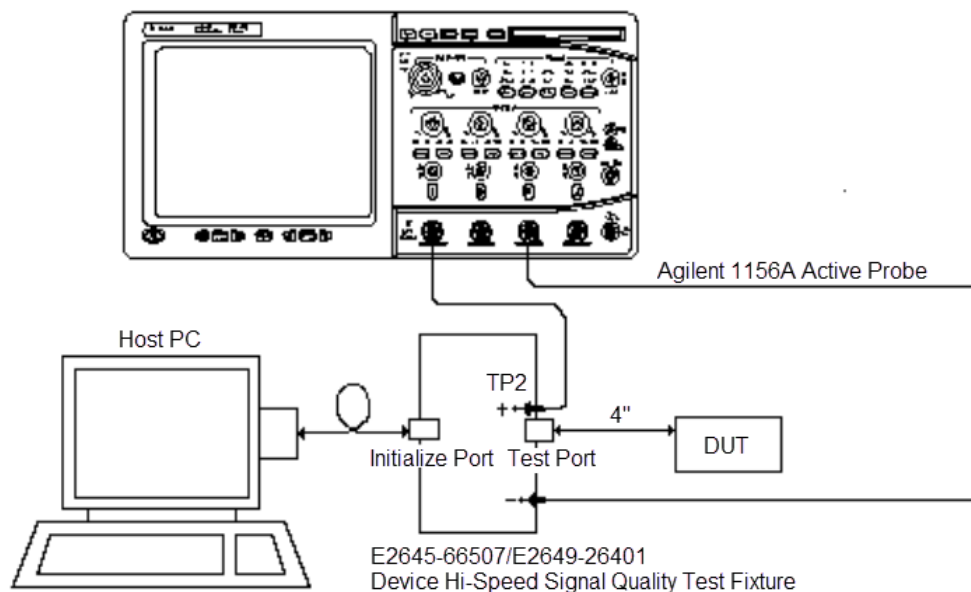 Agilent 1156A Active Probe
Host PC
TP2
+
4"
Initialize Port
Test Port
DUT
-
E2645-66507/E2649-26401
Device Hi-Speed Signal Quality Test Fixture